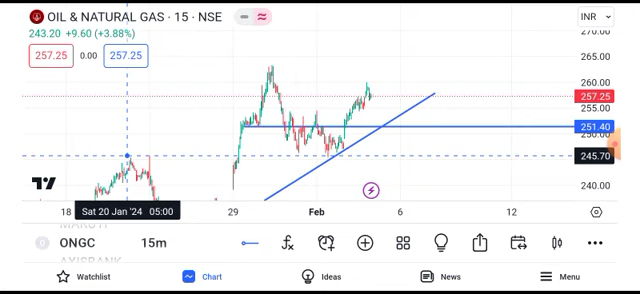 OIL & NATURAL GAS · 15 · NSE
INR
243.20 +9.60 (+3.88%)
257.25 0.00 257.25
270.00
265.00
260.00
257.25
255.00
251.40
250.00
245.70
240.00
18 Sat 20 Jan '24 05:00 29 Feb 6 12
MARUTI
ONGC 15m
AXISBANK
Watchlist Chart Ideas News Menu